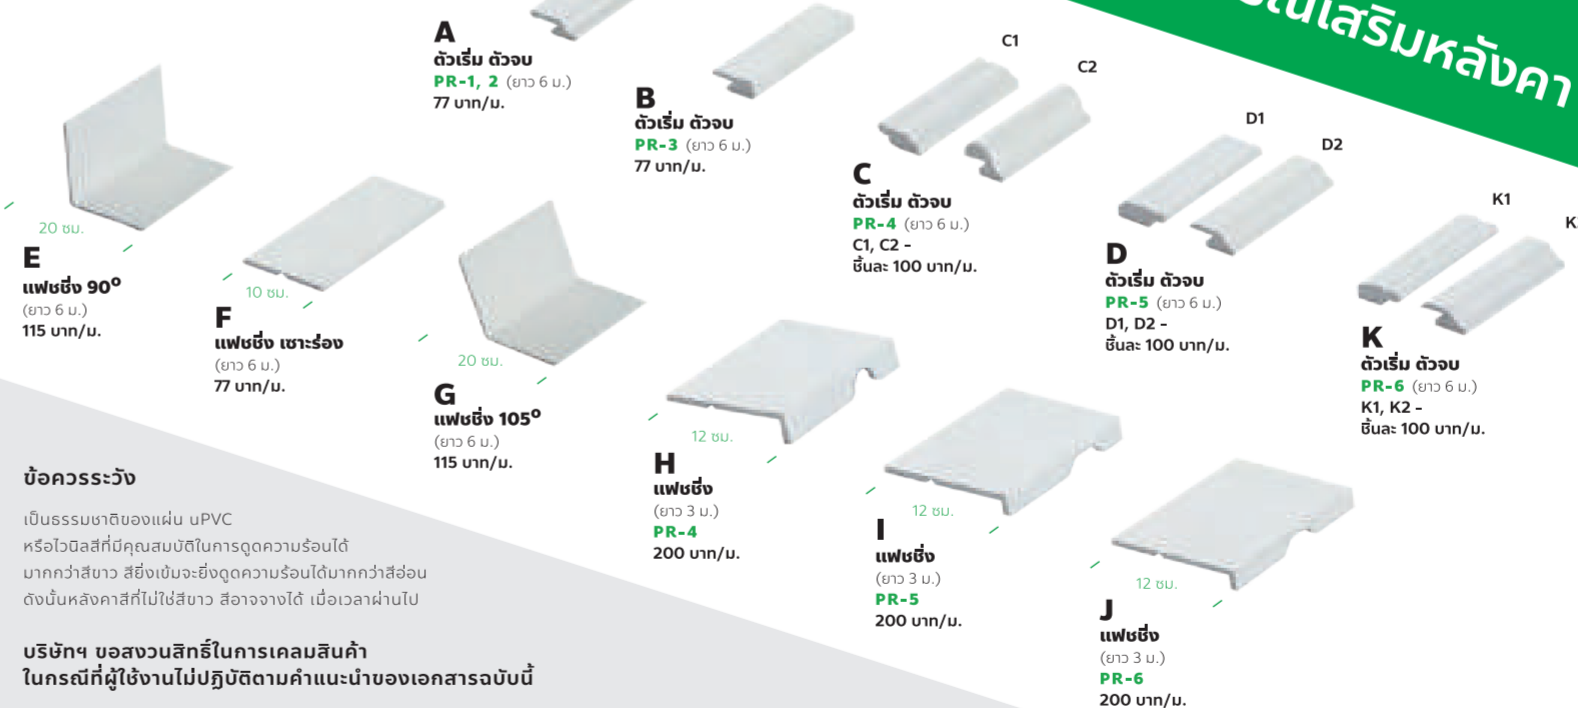 เสริมหลังคา
A
ตัวเริ่ม ตัวจบ
PR-1, 2 (ยาว 6 ม.)
77 บาท/ม.
B
ตัวเริ่ม ตัวจบ
PR-3 (ยาว 6 ม.)
77 บาท/ม.
C1
C2
C
ตัวเริ่ม ตัวจบ
PR-4 (ยาว 6 ม.)
C1, C2 -
ชิ้นละ 100 บาท/ม.
D1
D2
D
ตัวเริ่ม ตัวจบ
PR-5 (ยาว 6 ม.)
D1, D2 -
ชิ้นละ 100 บาท/ม.
K1
K
ตัวเริ่ม ตัวจบ
PR-6 (ยาว 6 ม.)
K1, K2 -
ชิ้นละ 100 บาท/ม.
20 ซม.
E
แฟชชิ่ง 90°
(ยาว 6 ม.)
115 บาท/ม.
10 ซม.
F
แฟชชิ่ง เซาะร่อง
(ยาว 6 ม.)
77 บาท/ม.
20 ซม.
G
แฟชชิ่ง 105°
(ยาว 6 ม.)
115 บาท/ม.
12 ซม.
H
แฟชชิ่ง
(ยาว 3 ม.)
PR-4
200 บาท/ม.
12 ซม.
I
แฟชชิ่ง
(ยาว 3 ม.)
PR-5
200 บาท/ม.
12 ซม.
J
แฟชชิ่ง
(ยาว 3 ม.)
PR-6
200 บาท/ม.
ข้อควรระวัง
เป็นธรรมชาติของแผ่น uPVC
หรือไวนิลสีที่มีคุณสมบัติในการดูดความร้อนได้
มากกว่าสีขาว สียิ่งเข้มจะยิ่งดูดความร้อนได้มากกว่าสีอ่อน
ดังนั้นหลังคาสีที่ไม่ใช่สีขาว สีอาจจางได้ เมื่อเวลาผ่านไป
บริษัทฯ ขอสงวนสิทธิ์ในการเคลมสินค้า
ในกรณีที่ผู้ใช้งานไม่ปฏิบัติตามคำแนะนำของเอกสารฉบับนี้